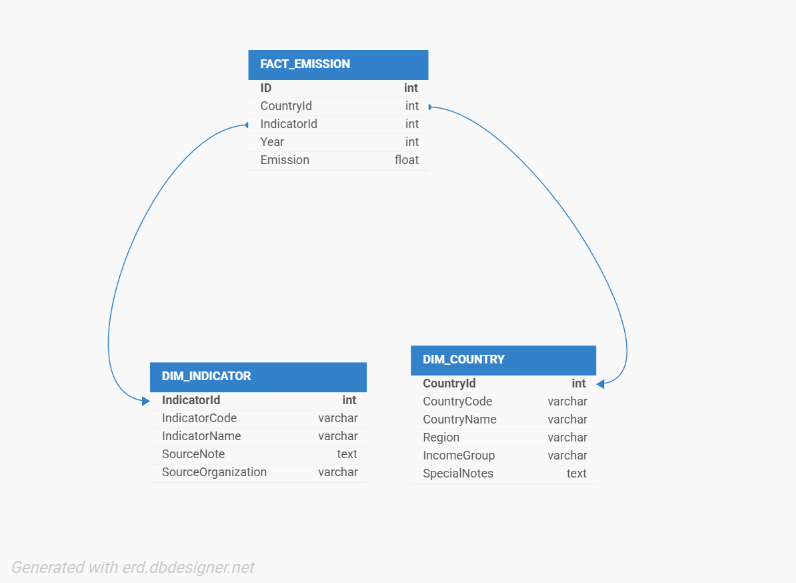 FACT_EMISSION
ID int
CountryId int
IndicatorId int
Year int
Emission float
DIM_INDICATOR
IndicatorId int
IndicatorCode varchar
IndicatorName varchar
SourceNote text
SourceOrganization varchar
DIM_COUNTRY
CountryId int
CountryCode varchar
CountryName varchar
Region varchar
IncomeGroup varchar
SpecialNotes text
Generated with erd.dbdesigner.net